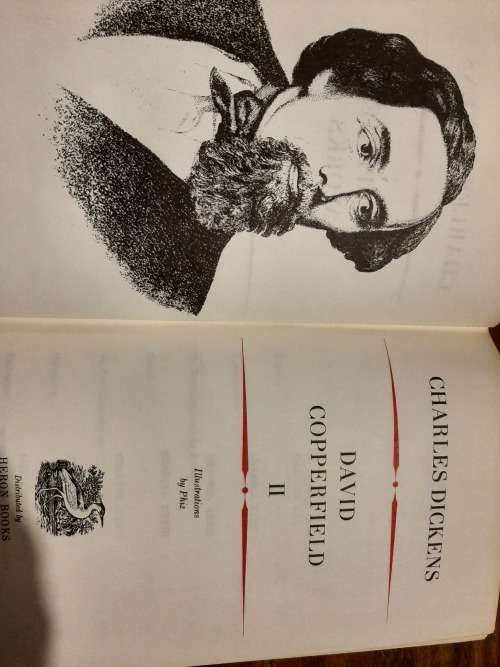 CHARLES DICKENS
DAVID
COPPERFIELD
II
Illustrations
by Phiz
Distributed by
HERON BOOKS